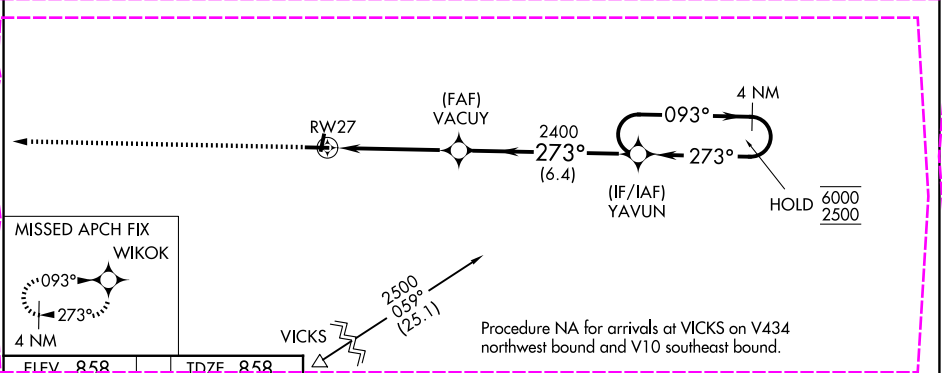 (FAF)
VACUY
4 NM
093°
RW27
2400
273°
(6.4)
273°
(IF/IAF)
YAVUN
HOLD 6000
2500
MISSED APCH FIX
WIKOK
093°
273°
4 NM
2500
059°
(25.1)
VICKS
Procedure NA for arrivals at VICKS on V434
northwest bound and V10 southeast bound.
ELEV 858
TDZE 858